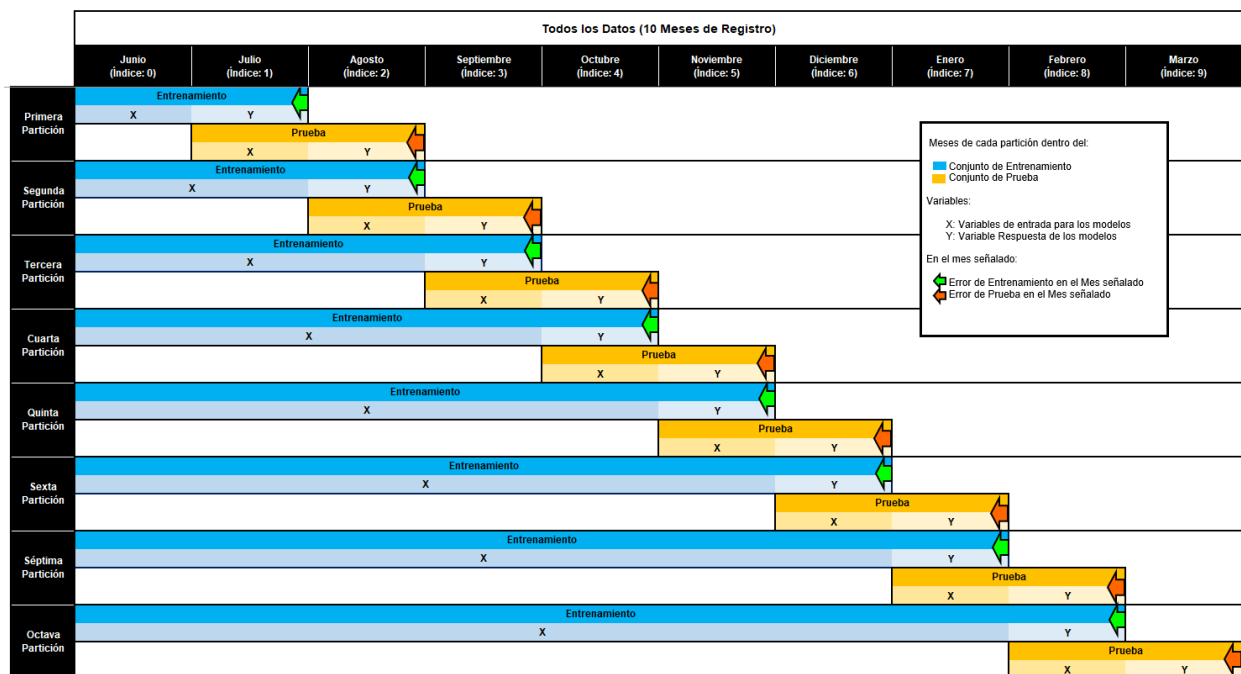 Todos los Datos (10 Meses de Registro)
Junio
(Índice: 0)
Julio
(Índice: 1)
Agosto
(Índice: 2)
Septiembre
(Índice: 3)
Octubre
(Índice: 4)
Noviembre
(Índice: 5)
Diciembre
(Índice: 6)
Enero
(Índice: 7)
Febrero
(Índice: 8)
Marzo
(Índice: 9)
Primera
Partición
Entrenamiento
X
Y
Prueba
X
Y
Segunda
Partición
Entrenamiento
X
Y
Prueba
X
Y
Tercera
Partición
Entrenamiento
X
Y
Prueba
X
Y
Cuarta
Partición
Entrenamiento
X
Y
Prueba
X
Y
Quinta
Partición
Entrenamiento
X
Y
Prueba
X
Y
Sexta
Partición
Entrenamiento
X
Y
Prueba
X
Y
Séptima
Partición
Entrenamiento
X
Y
Prueba
X
Y
Octava
Partición
Entrenamiento
X
Y
Prueba
X
Y
Meses de cada partición dentro del:
Conjunto de Entrenamiento
Conjunto de Prueba
Variables:
X: Variables de entrada para los modelos
Y: Variable Respuesta de los modelos
En el mes señalado:
Error de Entrenamiento en el Mes señalado
Error de Prueba en el Mes señalado